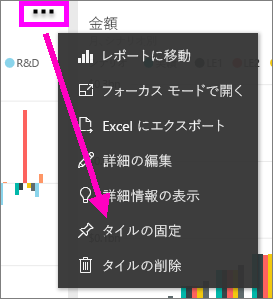 金額
R&D
レポートに移動
フォーカス モードで開く
Excel にエクスポート
詳細の編集
詳細情報の表示
タイルの固定
タイルの削除